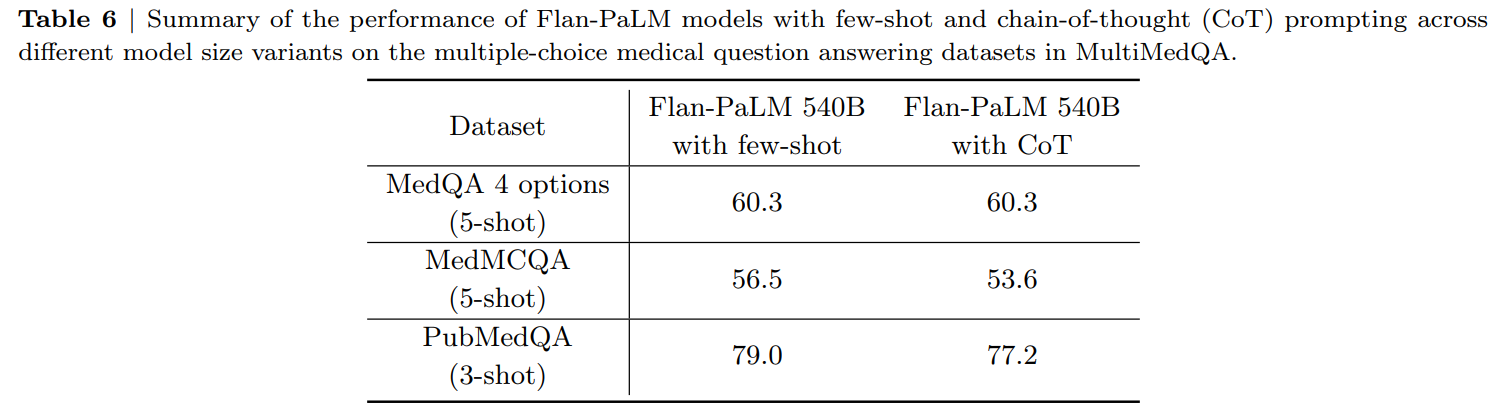 Table 6 | Summary of the performance of Flan-PaLM models with few-shot and chain-of-thought (CoT) prompting across
different model size variants on the multiple-choice medical question answering datasets in MultiMedQA.
Dataset
Flan-PaLM 540B
with few-shot
Flan-PaLM 540B
with CoT
MedQA 4 options
(5-shot)
60.3
60.3
MedMCQA
(5-shot)
56.5
53.6
PubMedQA
(3-shot)
79.0
77.2